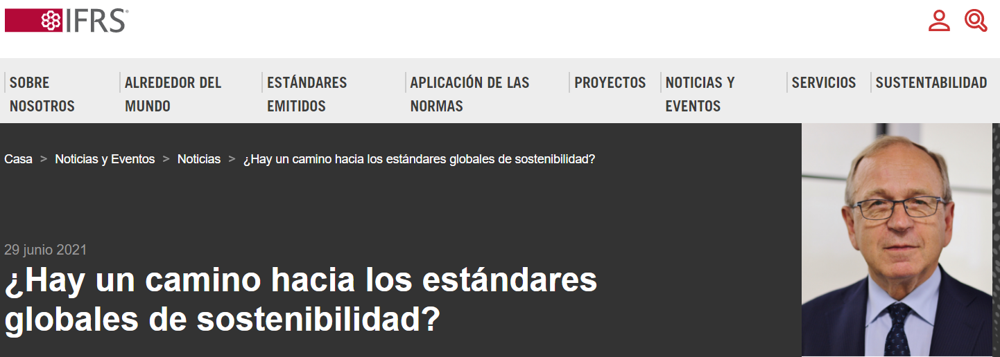 IFRS®
SOBRE
NOSOTROS
ALREDEDOR DEL
MUNDO
ESTÁNDARES
EMITIDOS
APLICACIÓN DE LAS
NORMAS
PROYECTOS
NOTICIAS Y
EVENTOS
SERVICIOS
SUSTENTABILIDAD
Casa > Noticias y Eventos > Noticias > ¿Hay un camino hacia los estándares globales de sostenibilidad?
29 junio 2021
¿Hay un camino hacia los estándares
globales de sostenibilidad?